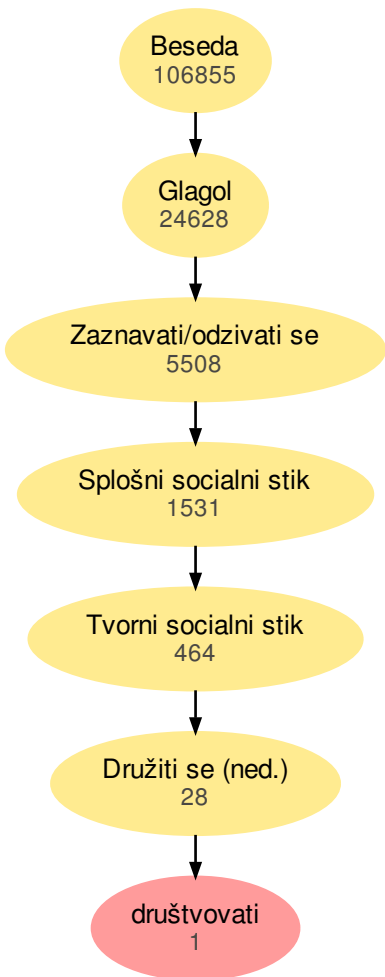 Beseda
106855
Glagol
24628
Zaznavati/odzivati se
5508
Splošni socialni stik
1531
Tvorni socialni stik
464
Družiti se (ned.)
28
društvovati
1